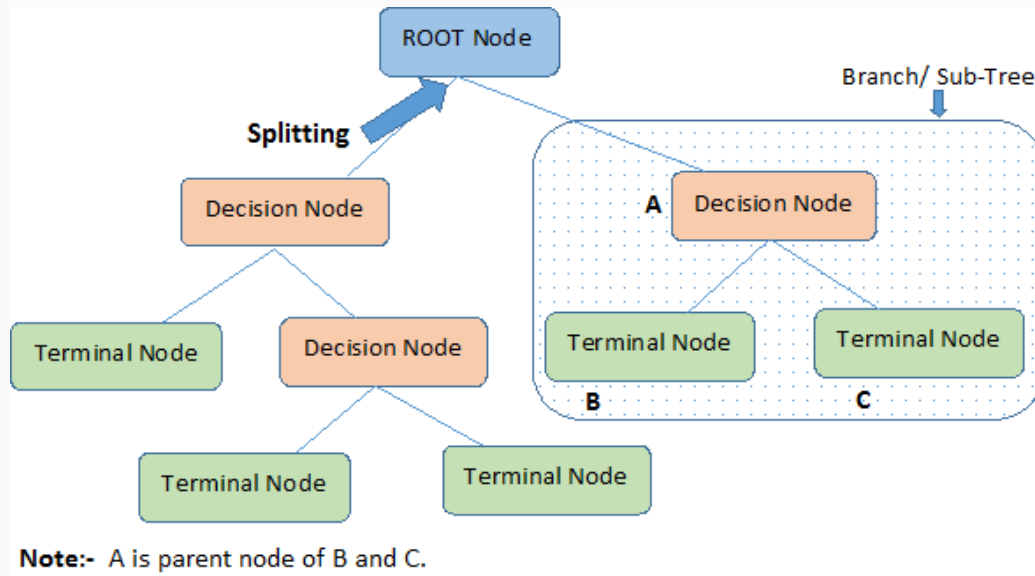 ROOT Node
Branch/ Sub-Tree
Splitting
Decision Node
A
Decision Node
Terminal Node
Decision Node
Terminal Node
Terminal Node
B
C
Terminal Node
Terminal Node
Note:- A is parent node of B and C.